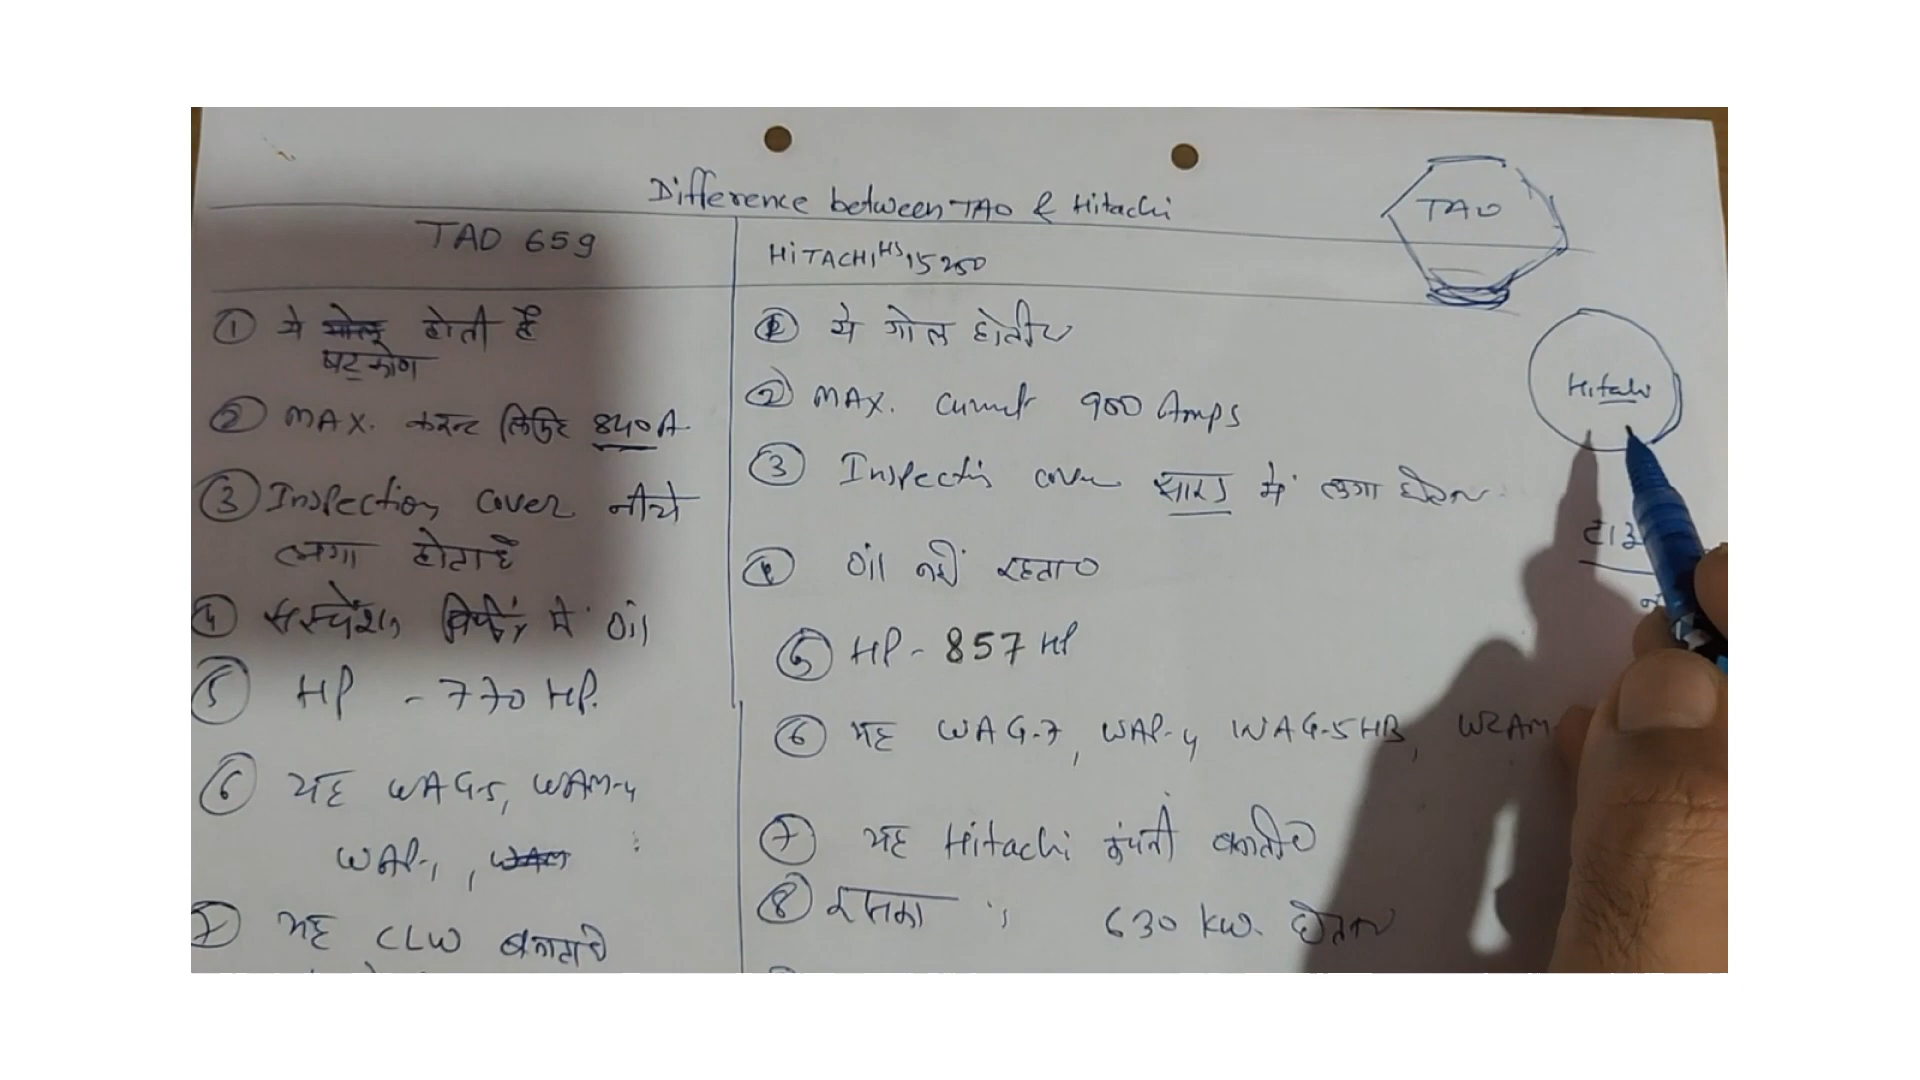 Difference between TAO & Hitachi
TAO
TAO 659
HITACHI HS 15250
① ये गोल होती है
षट्कोण
② MAX. करन्ट लिमिट 840A
③ Inspection cover नीचे
लगा होता है
④ सस्पेंशन बियरिंग में Oil
⑤ HP - 770 HP.
⑥ यह WAG-5, WAM-4
WAP-1, WAM
⑦ यह CLW बनाता है
① ये गोल होती है
② MAX. current 900 Amps
③ Inspection cover साइड में लगा होता है
④ Oil नहीं रहता है
⑤ HP - 857 HP
⑥ यह WAG-7, WAP-4 WAG-5HB, WCAM-
⑦ यह Hitachi कंपनी बनाती है
⑧ इसका 630 KW. होता है
Hitachi